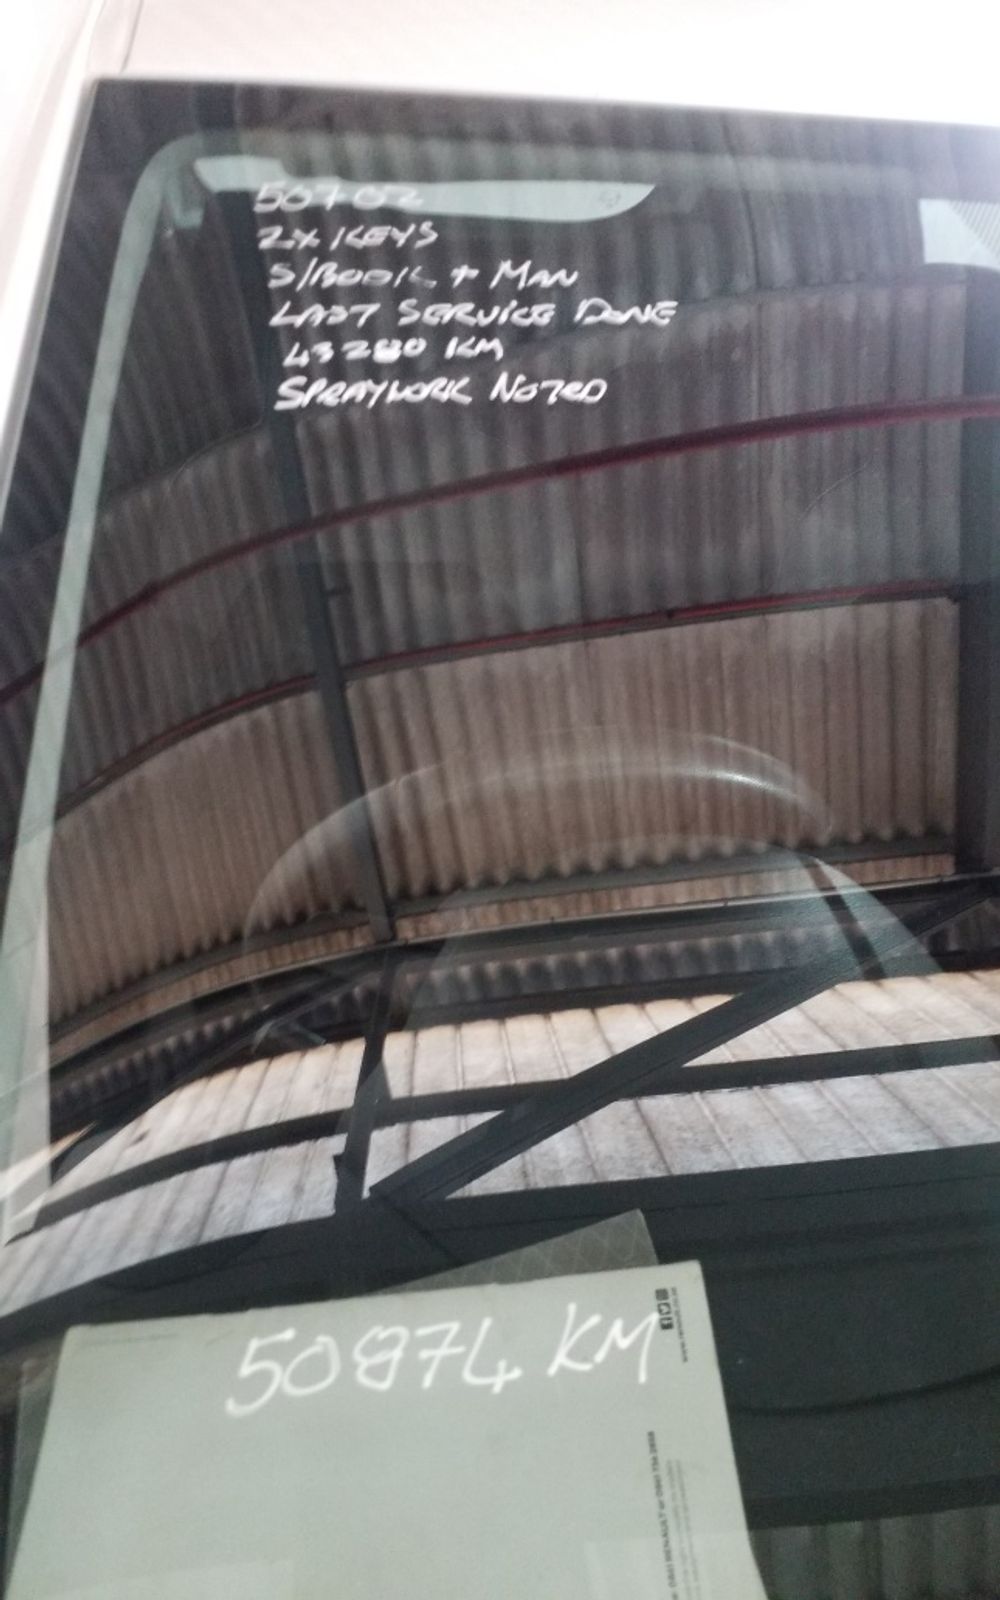 50702
2X KEYS
S/BOOK + MAN
LAST SERVICE DONE
43280 KM
SPRAYWORK NOTED
50874 KM